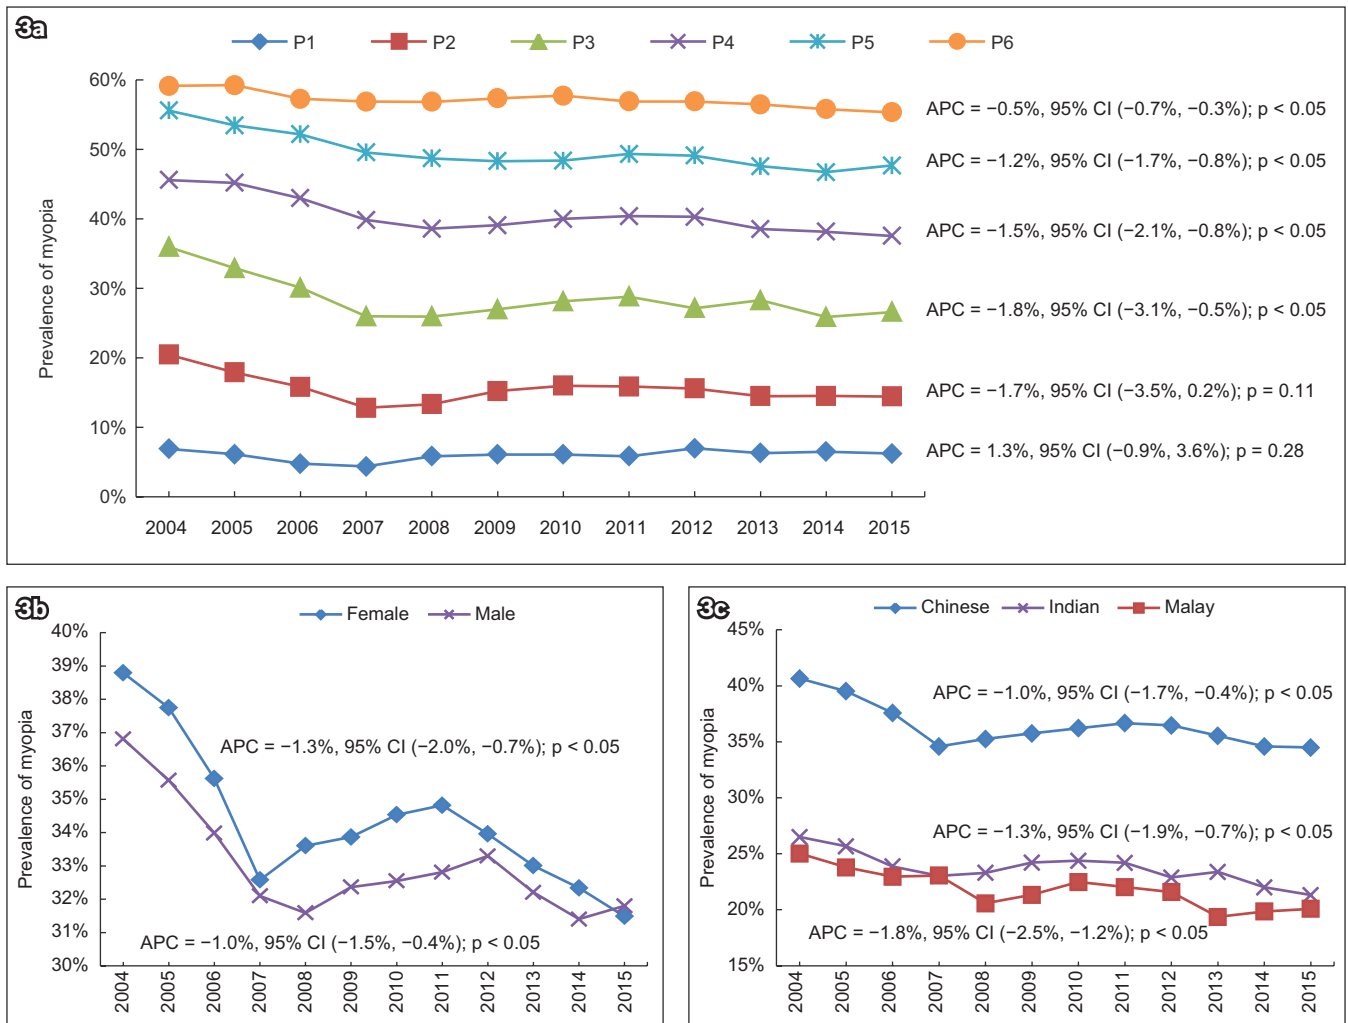 3a
P1 P2 P3 P4 P5 P6
Prevalence of myopia
60%
50%
40%
30%
20%
10%
0%
APC = −0.5%, 95% CI (−0.7%, −0.3%); p < 0.05
APC = −1.2%, 95% CI (−1.7%, −0.8%); p < 0.05
APC = −1.5%, 95% CI (−2.1%, −0.8%); p < 0.05
APC = −1.8%, 95% CI (−3.1%, −0.5%); p < 0.05
APC = −1.7%, 95% CI (−3.5%, 0.2%); p = 0.11
APC = 1.3%, 95% CI (−0.9%, 3.6%); p = 0.28
2004 2005 2006 2007 2008 2009 2010 2011 2012 2013 2014 2015
3b
Female Male
Prevalence of myopia
40%
39%
38%
37%
36%
35%
34%
33%
32%
31%
30%
APC = −1.3%, 95% CI (−2.0%, −0.7%); p < 0.05
APC = −1.0%, 95% CI (−1.5%, −0.4%); p < 0.05
2004 2005 2006 2007 2008 2009 2010 2011 2012 2013 2014 2015
3c
Chinese Indian Malay
Prevalence of myopia
45%
40%
35%
30%
25%
20%
15%
APC = −1.0%, 95% CI (−1.7%, −0.4%); p < 0.05
APC = −1.3%, 95% CI (−1.9%, −0.7%); p < 0.05
APC = −1.8%, 95% CI (−2.5%, −1.2%); p < 0.05
2004 2005 2006 2007 2008 2009 2010 2011 2012 2013 2014 2015